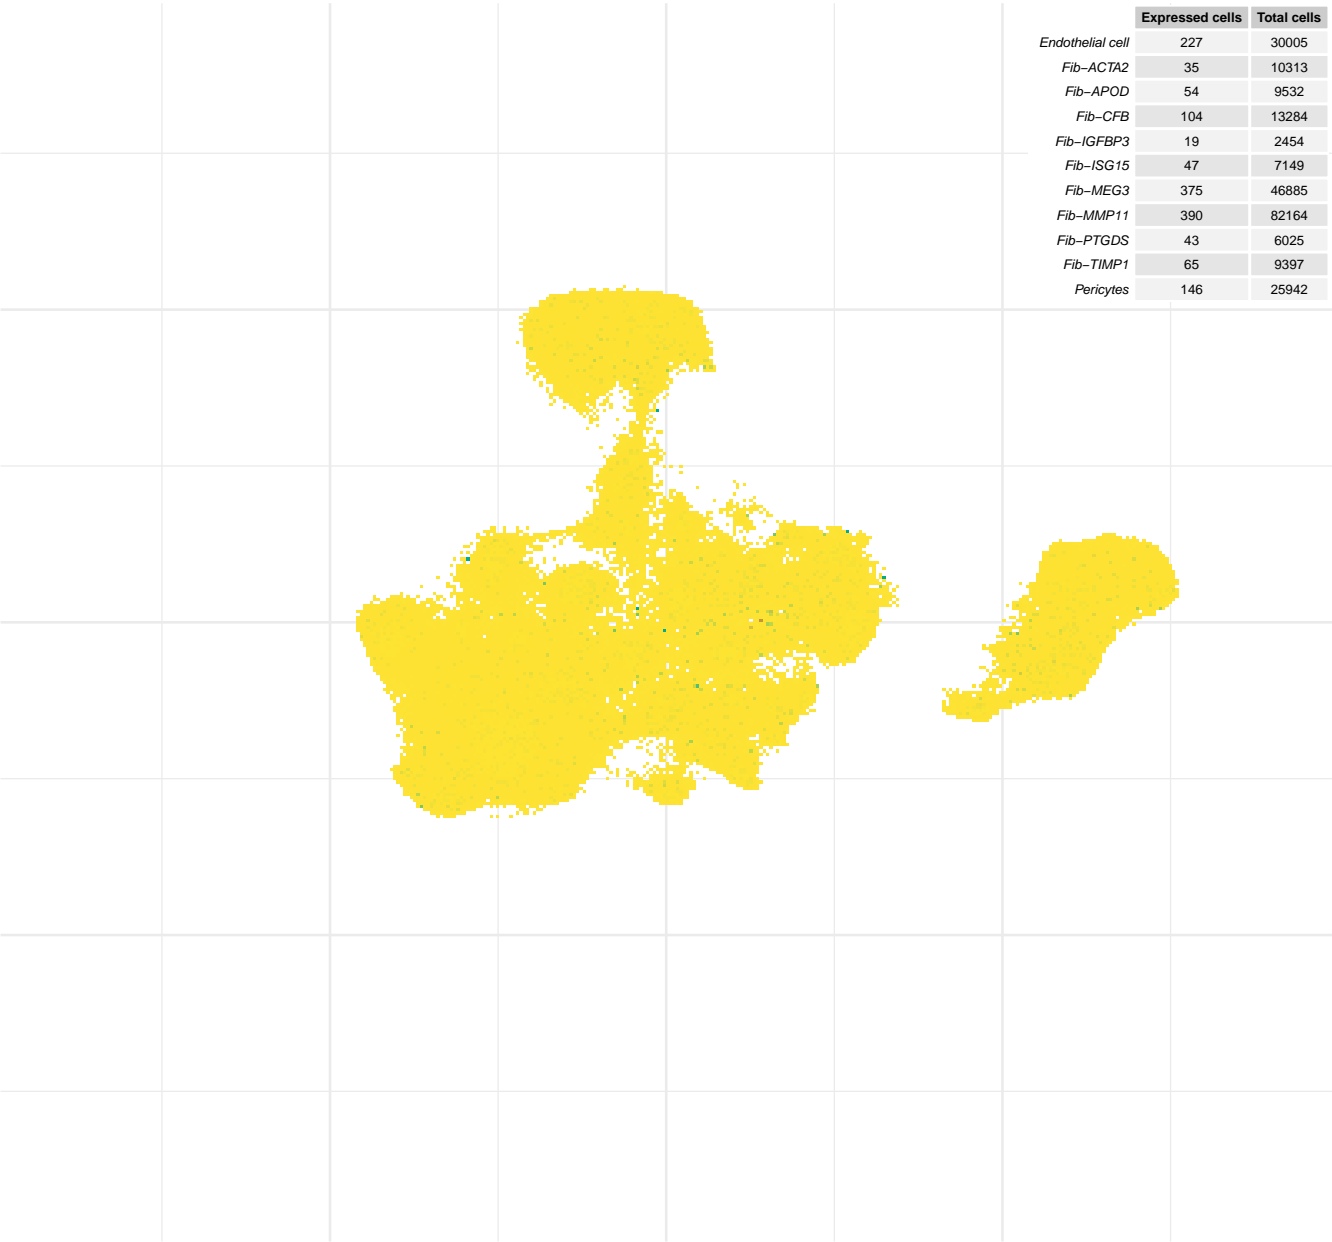 Expressed cells Total cells
Endothelial cell 227 30005
Fib−ACTA2 35 10313
Fib−APOD 54 9532
Fib−CFB 104 13284
Fib−IGFBP3 19 2454
Fib−ISG15 47 7149
Fib−MEG3 375 46885
Fib−MMP11 390 82164
Fib−PTGDS 43 6025
Fib−TIMP1 65 9397
Pericytes 146 25942